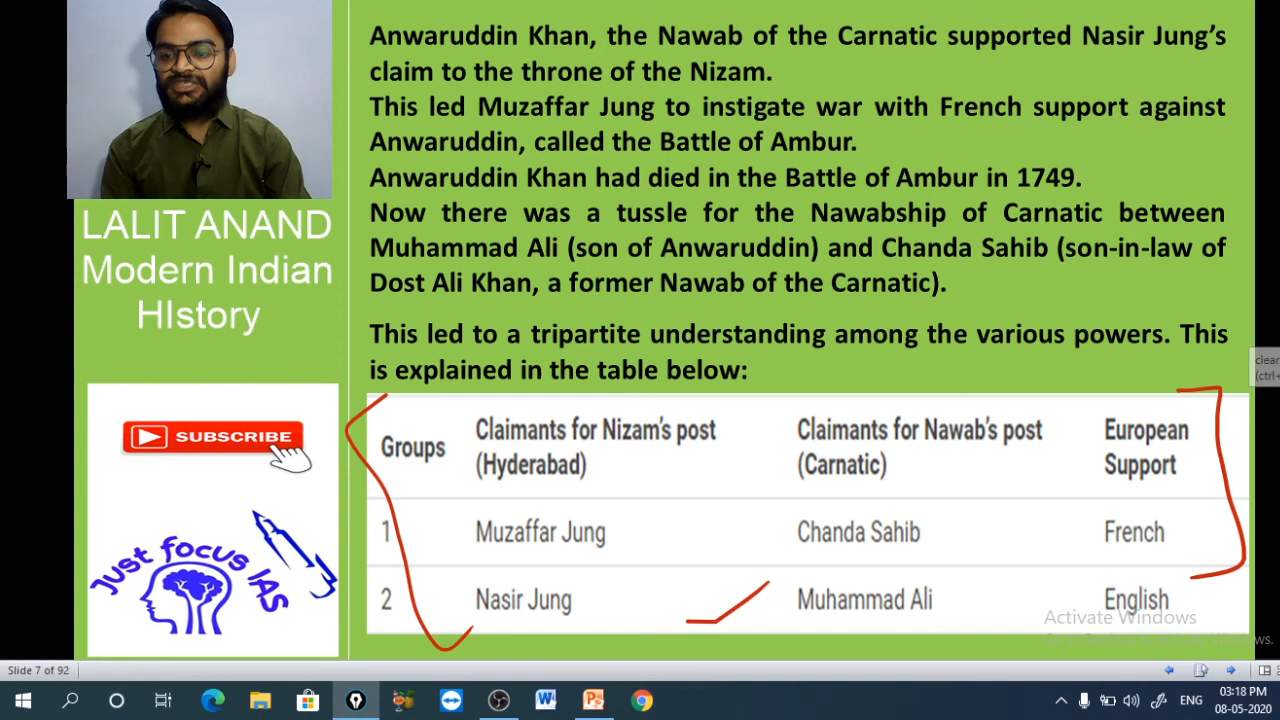 Anwaruddin Khan, the Nawab of the Carnatic supported Nasir Jung's
claim to the throne of the Nizam.
This led Muzaffar Jung to instigate war with French support against
Anwaruddin, called the Battle of Ambur.
Anwaruddin Khan had died in the Battle of Ambur in 1749.
Now there was a tussle for the Nawabship of Carnatic between
Muhammad Ali (son of Anwaruddin) and Chanda Sahib (son-in-law of
Dost Ali Khan, a former Nawab of the Carnatic).
This led to a tripartite understanding among the various powers. This
is explained in the table below:
Groups Claimants for Nizam's post (Hyderabad) Claimants for Nawab's post (Carnatic) European Support
1 Muzaffar Jung Chanda Sahib French
2 Nasir Jung Muhammad Ali English
LALIT ANAND
Modern Indian
HIstory
SUBSCRIBE
Just focus IAS
clear
(ctrl+
Activate Windows
Slide 7 of 92
ENG
03:18 PM
08-05-2020